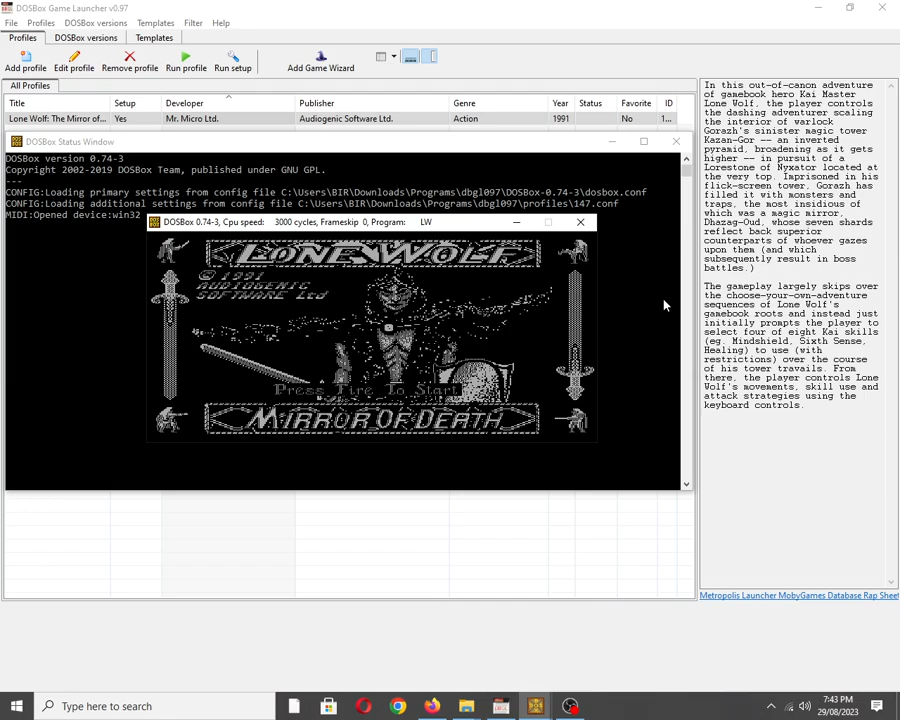 DOSBox Game Launcher v0.97
File Profiles DOSBox versions Templates Filter Help
Profiles DOSBox versions Templates
Add profile Edit profile Remove profile Run profile Run setup Add Game Wizard
All Profiles
Title Setup Developer Publisher Genre Year Status Favorite ID
Lone Wolf: The Mirror of... Yes Mr. Micro Ltd. Audiogenic Software Ltd. Action 1991 No 1...
DOSBox Status Window
DOSBox version 0.74-3
Copyright 2002-2019 DOSBox Team, published under GNU GPL.
---
CONFIG:Loading primary settings from config file C:\Users\BIR\Downloads\Programs\dbgl097\DOSBox-0.74-3\dosbox.conf
CONFIG:Loading additional settings from config file C:\Users\BIR\Downloads\Programs\dbgl097\profiles\147.conf
MIDI:Opened device:win32
DOSBox 0.74-3, Cpu speed: 3000 cycles, Frameskip 0, Program: LW
LONE WOLF
© 1991
AUDIOGENIC
SOFTWARE Ltd
Press Fire To Start
MIRROR OF DEATH
In this out-of-canon adventure
of gamebook hero Kai Master
Lone Wolf, the player controls
the dashing adventurer scaling
the interior of warlock
Gorazh's sinister magic tower
Kazan-Gor -- an inverted
pyramid, broadening as it gets
higher -- in pursuit of a
Lorestone of Nyxator located at
the very top. Imprisoned in his
flick-screen tower, Gorazh has
filled it with monsters and
traps, the most insidious of
which was a magic mirror,
Dhazag-Oud, whose seven shards
reflect back superior
counterparts of whoever gazes
upon them (and which
subsequently result in boss
battles.)
The gameplay largely skips over
the choose-your-own-adventure
sequences of Lone Wolf's
gamebook roots and instead just
initially prompts the player to
select four of eight Kai skills
(eg. Mindshield, Sixth Sense,
Healing) to use (with
restrictions) over the course
of his tower travails. From
there, the player controls Lone
Wolf's movements, skill use and
attack strategies using the
keyboard controls.
Metropolis Launcher MobyGames Database Rap Sheet
Type here to search
7:43 PM
29/08/2023